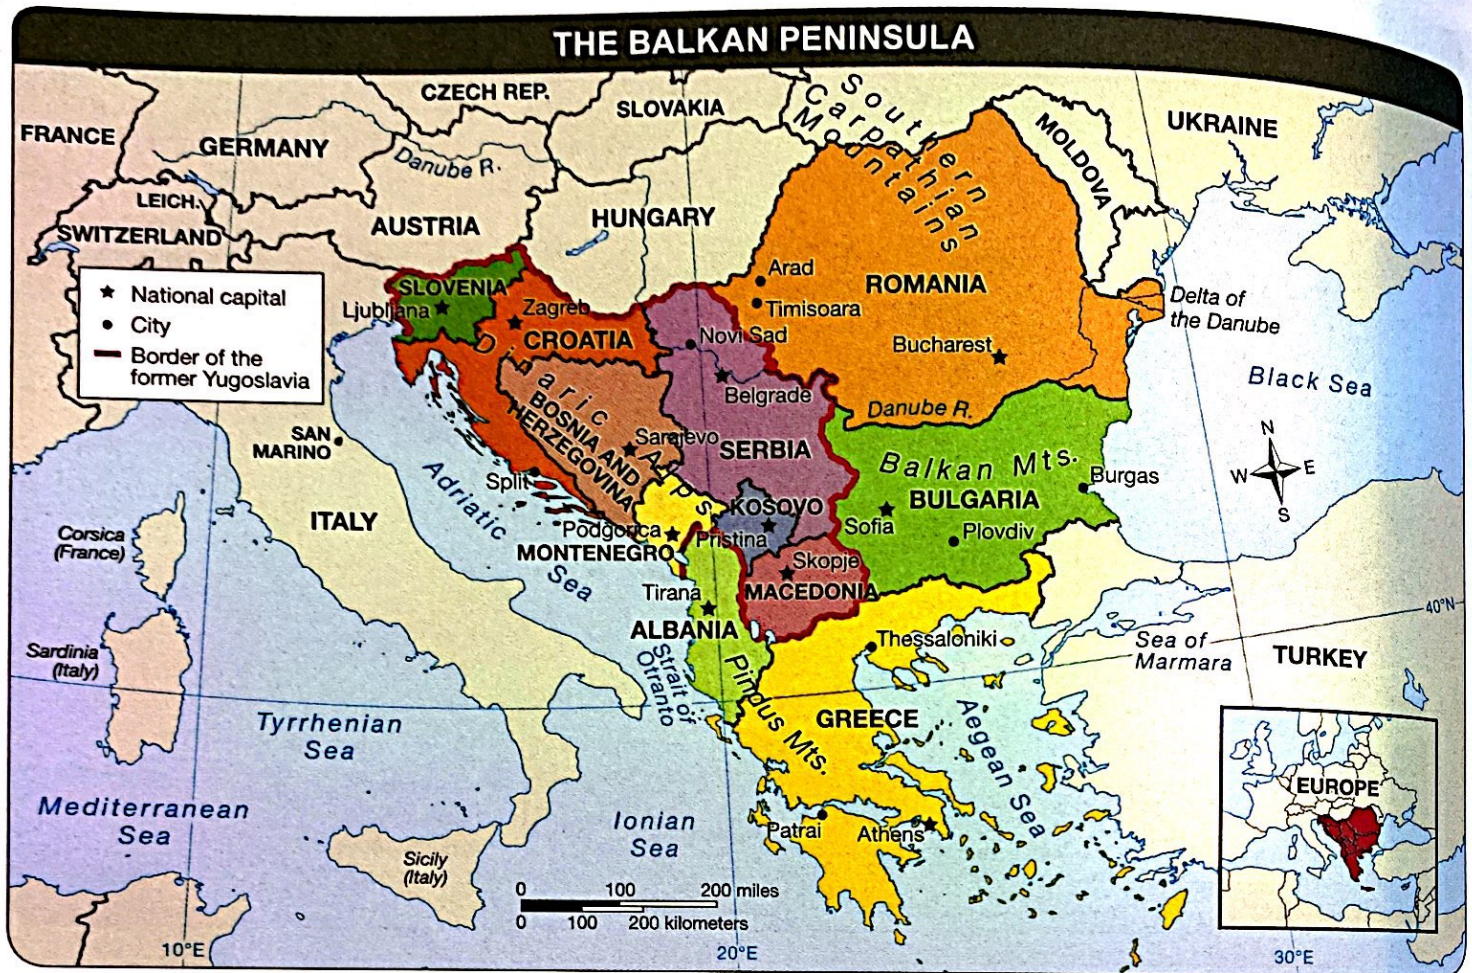 THE BALKAN PENINSULA
FRANCE
GERMANY
CZECH REP.
SLOVAKIA
Southern
Carpathian
Mountains
MOLDOVA
UKRAINE
Danube R.
LEICH.
SWITZERLAND
AUSTRIA
HUNGARY
National capital
City
Border of the
former Yugoslavia
SLOVENIA
Ljubljana
Zagreb
CROATIA
Arad
Timisoara
ROMANIA
Bucharest
Delta of
the Danube
Novi Sad
Belgrade
Danube R.
Black Sea
Dinaric
Alps
BOSNIA AND
HERZEGOVINA
Sarajevo
SERBIA
Balkan Mts.
BULGARIA
Burgas
Sofia
Plovdiv
N
W
E
S
SAN
MARINO
Split
Adriatic
Sea
ITALY
Corsica
(France)
Podgorica
MONTENEGRO
KOSOVO
Pristina
Skopje
MACEDONIA
Tirana
ALBANIA
Strait of
Otranto
Pindus Mts.
Thessaloniki
GREECE
Aegean Sea
Sea of
Marmara
40°N
TURKEY
Sardinia
(Italy)
Tyrrhenian
Sea
Mediterranean
Sea
Ionian
Sea
Sicily
(Italy)
Patrai
Athens
EUROPE
0 100 200 miles
0 100 200 kilometers
10°E
20°E
30°E